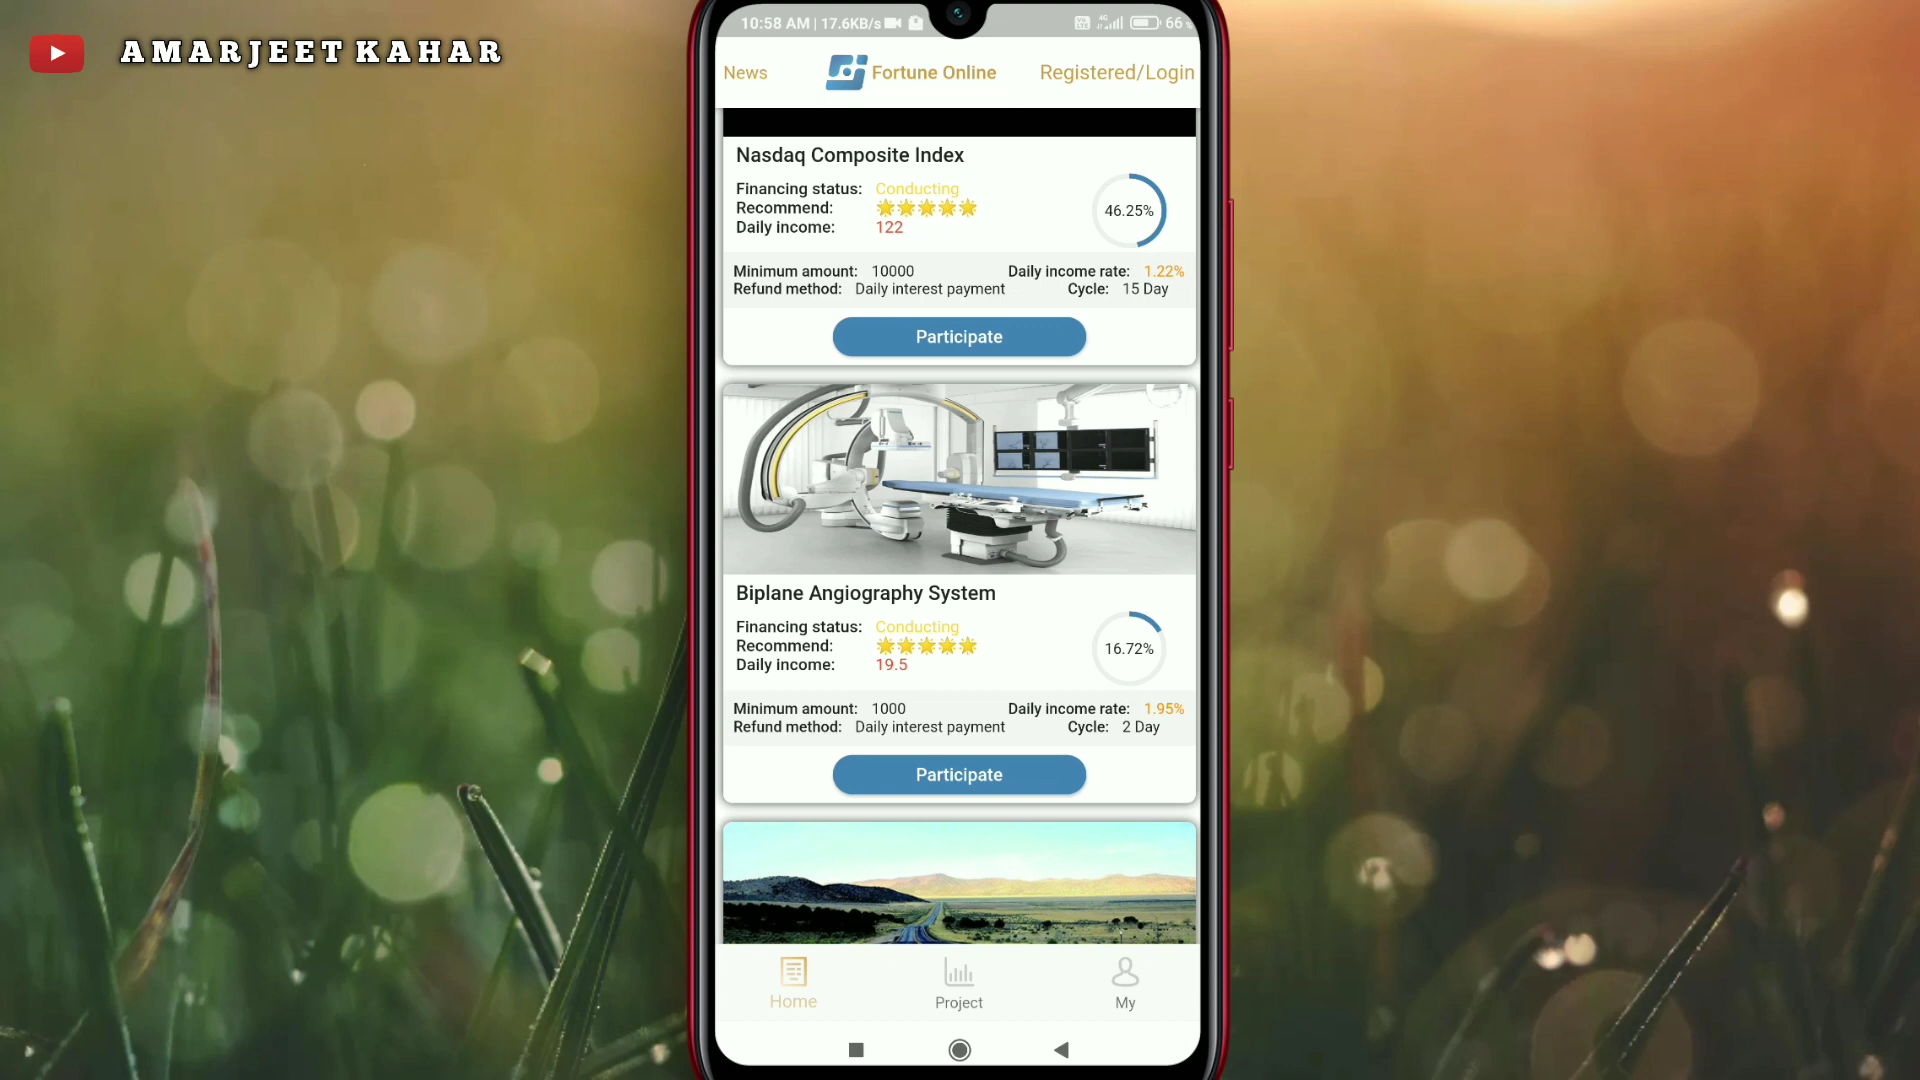 AMARJEET KAHAR
10:58 AM | 17.6KB/s
4G
66
News
Fortune Online
Registered/Login
Nasdaq Composite Index
Financing status: Conducting
Recommend:
Daily income: 122
46.25%
Minimum amount: 10000 Daily income rate: 1.22%
Refund method: Daily interest payment Cycle: 15 Day
Participate
Biplane Angiography System
Financing status: Conducting
Recommend:
Daily income: 19.5
16.72%
Minimum amount: 1000 Daily income rate: 1.95%
Refund method: Daily interest payment Cycle: 2 Day
Participate
Home
Project
My